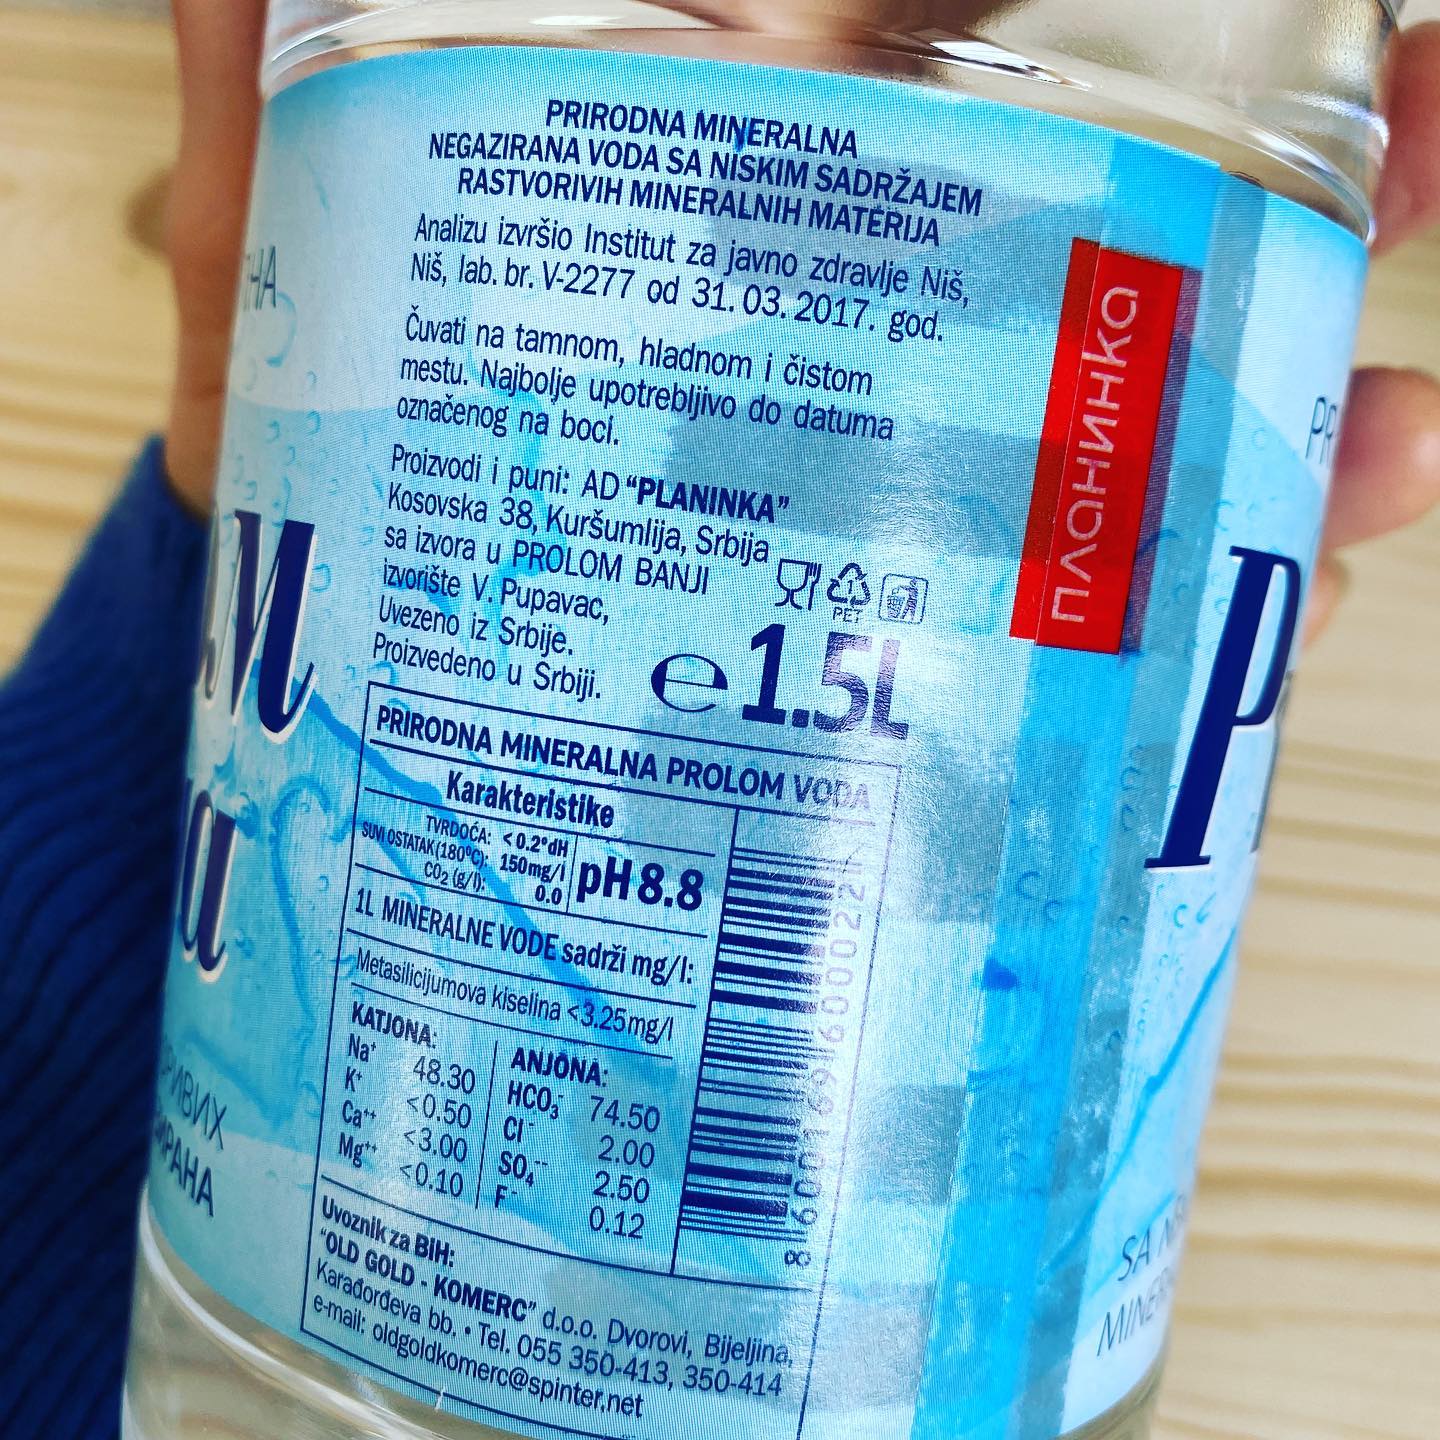 PRIRODNA MINERALNA
NEGAZIRANA VODA SA NISKIM SADRŽAJEM
RASTVORIVIH MINERALNIH MATERIJA
Analizu izvršio Institut za javno zdravlje Niš,
Niš, lab. br. V-2277 od 31. 03. 2017. god.
Čuvati na tamnom, hladnom i čistom
mestu. Najbolje upotrebljivo do datuma
označenog na boci.
Proizvodi i puni: AD “PLANINKA”
Kosovska 38, Kuršumlija, Srbija
sa izvora u PROLOM BANJI
izvorište V. Pupavac,
Uvezeno iz Srbije.
Proizvedeno u Srbiji.
1
PET
e 1.5L
планинка
PRIRODNA MINERALNA PROLOM VODA
Karakteristike
TVRDOĆA: < 0.2°dH
SUVI OSTATAK (180°C): 150mg/l
CO₂ (g/l): 0.0
pH 8.8
1L MINERALNE VODE sadrži mg/l:
Metasilicijumova kiselina <3.25mg/l
KATJONA:
Na⁺ 48.30
K⁺ <0.50
Ca⁺⁺ <3.00
Mg⁺⁺ <0.10
ANJONA:
HCO₃⁻ 74.50
Cl⁻ 2.00
SO₄⁻⁻ 2.50
F⁻ 0.12
Uvoznik za BIH:
“OLD GOLD - KOMERC” d.o.o. Dvorovi, Bijeljina,
Karađorđeva bb. • Tel. 055 350-413, 350-414
e-mail: oldgoldkomerc@spinter.net